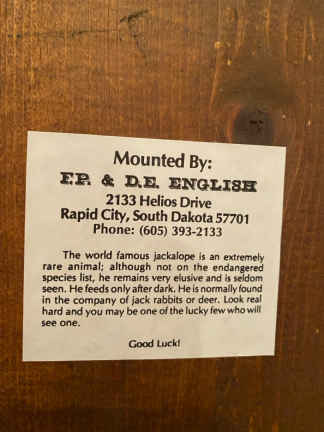 Mounted By:
F.P. & D.E. ENGLISH
2133 Helios Drive
Rapid City, South Dakota 57701
Phone: (605) 393-2133
The world famous jackalope is an extremely
rare animal; although not on the endangered
species list, he remains very elusive and is seldom
seen. He feeds only after dark. He is normally found
in the company of jack rabbits or deer. Look real
hard and you may be one of the lucky few who will
see one.
Good Luck!